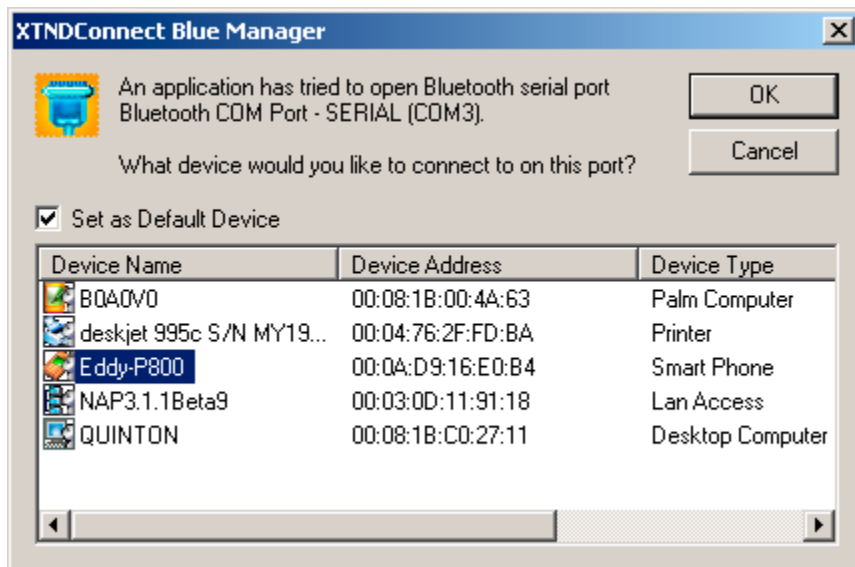 XTNDConnect Blue Manager
An application has tried to open Bluetooth serial port
Bluetooth COM Port - SERIAL (COM3).
OK
What device would you like to connect to on this port?
Cancel
Set as Default Device
Device Name Device Address Device Type
B0A0V0 00:08:1B:00:4A:63 Palm Computer
deskjet 995c S/N MY19... 00:04:76:2F:FD:BA Printer
Eddy-P800 00:0A:D9:16:E0:B4 Smart Phone
NAP3.1.1Beta9 00:03:0D:11:91:18 Lan Access
QUINTON 00:08:1B:C0:27:11 Desktop Computer